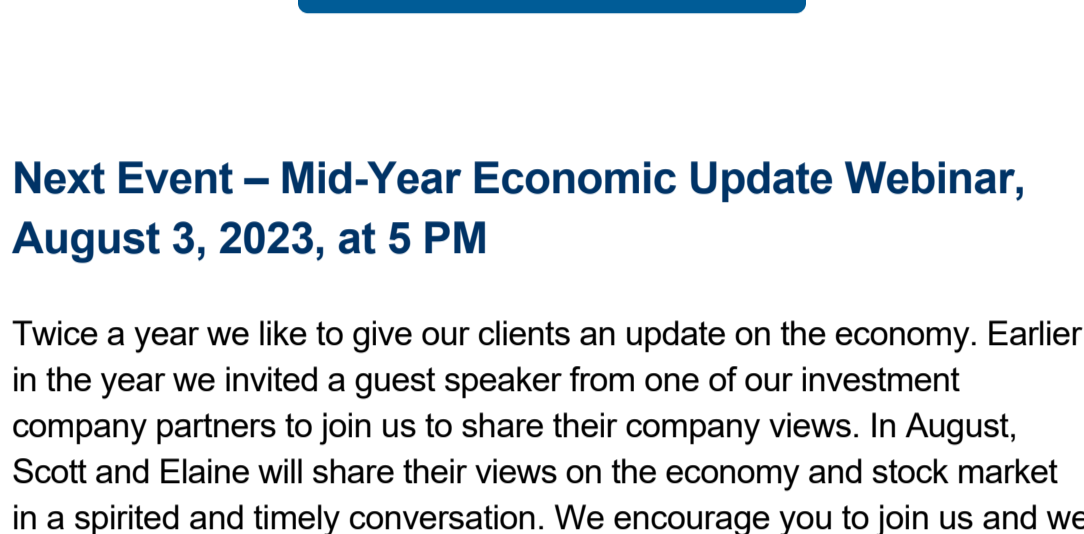 Next Event – Mid-Year Economic Update Webinar,
August 3, 2023, at 5 PM
Twice a year we like to give our clients an update on the economy. Earlier
in the year we invited a guest speaker from one of our investment
company partners to join us to share their company views. In August,
Scott and Elaine will share their views on the economy and stock market
in a spirited and timely conversation. We encourage you to join us and we